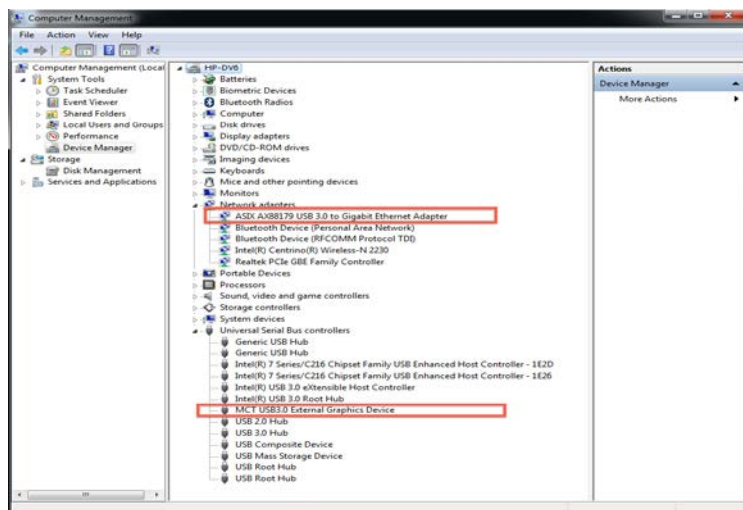 Computer Management
File Action View Help
Computer Management (Local
System Tools
Task Scheduler
Event Viewer
Shared Folders
Local Users and Groups
Performance
Device Manager
Storage
Disk Management
Services and Applications
HP-DV6
Batteries
Biometric Devices
Bluetooth Radios
Computer
Disk drives
Display adapters
DVD/CD-ROM drives
Imaging devices
Keyboards
Mice and other pointing devices
Monitors
Network adapters
ASIX AX88179 USB 3.0 to Gigabit Ethernet Adapter
Bluetooth Device (Personal Area Network)
Bluetooth Device (RFCOMM Protocol TDI)
Intel(R) Centrino(R) Wireless-N 2230
Realtek PCIe GBE Family Controller
Portable Devices
Processors
Sound, video and game controllers
Storage controllers
System devices
Universal Serial Bus controllers
Generic USB Hub
Generic USB Hub
Intel(R) 7 Series/C216 Chipset Family USB Enhanced Host Controller - 1E2D
Intel(R) 7 Series/C216 Chipset Family USB Enhanced Host Controller - 1E26
Intel(R) USB 3.0 eXtensible Host Controller
Intel(R) USB 3.0 Root Hub
MCT USB3.0 External Graphics Device
USB 2.0 Hub
USB 3.0 Hub
USB Composite Device
USB Mass Storage Device
USB Root Hub
USB Root Hub
Actions
Device Manager
More Actions